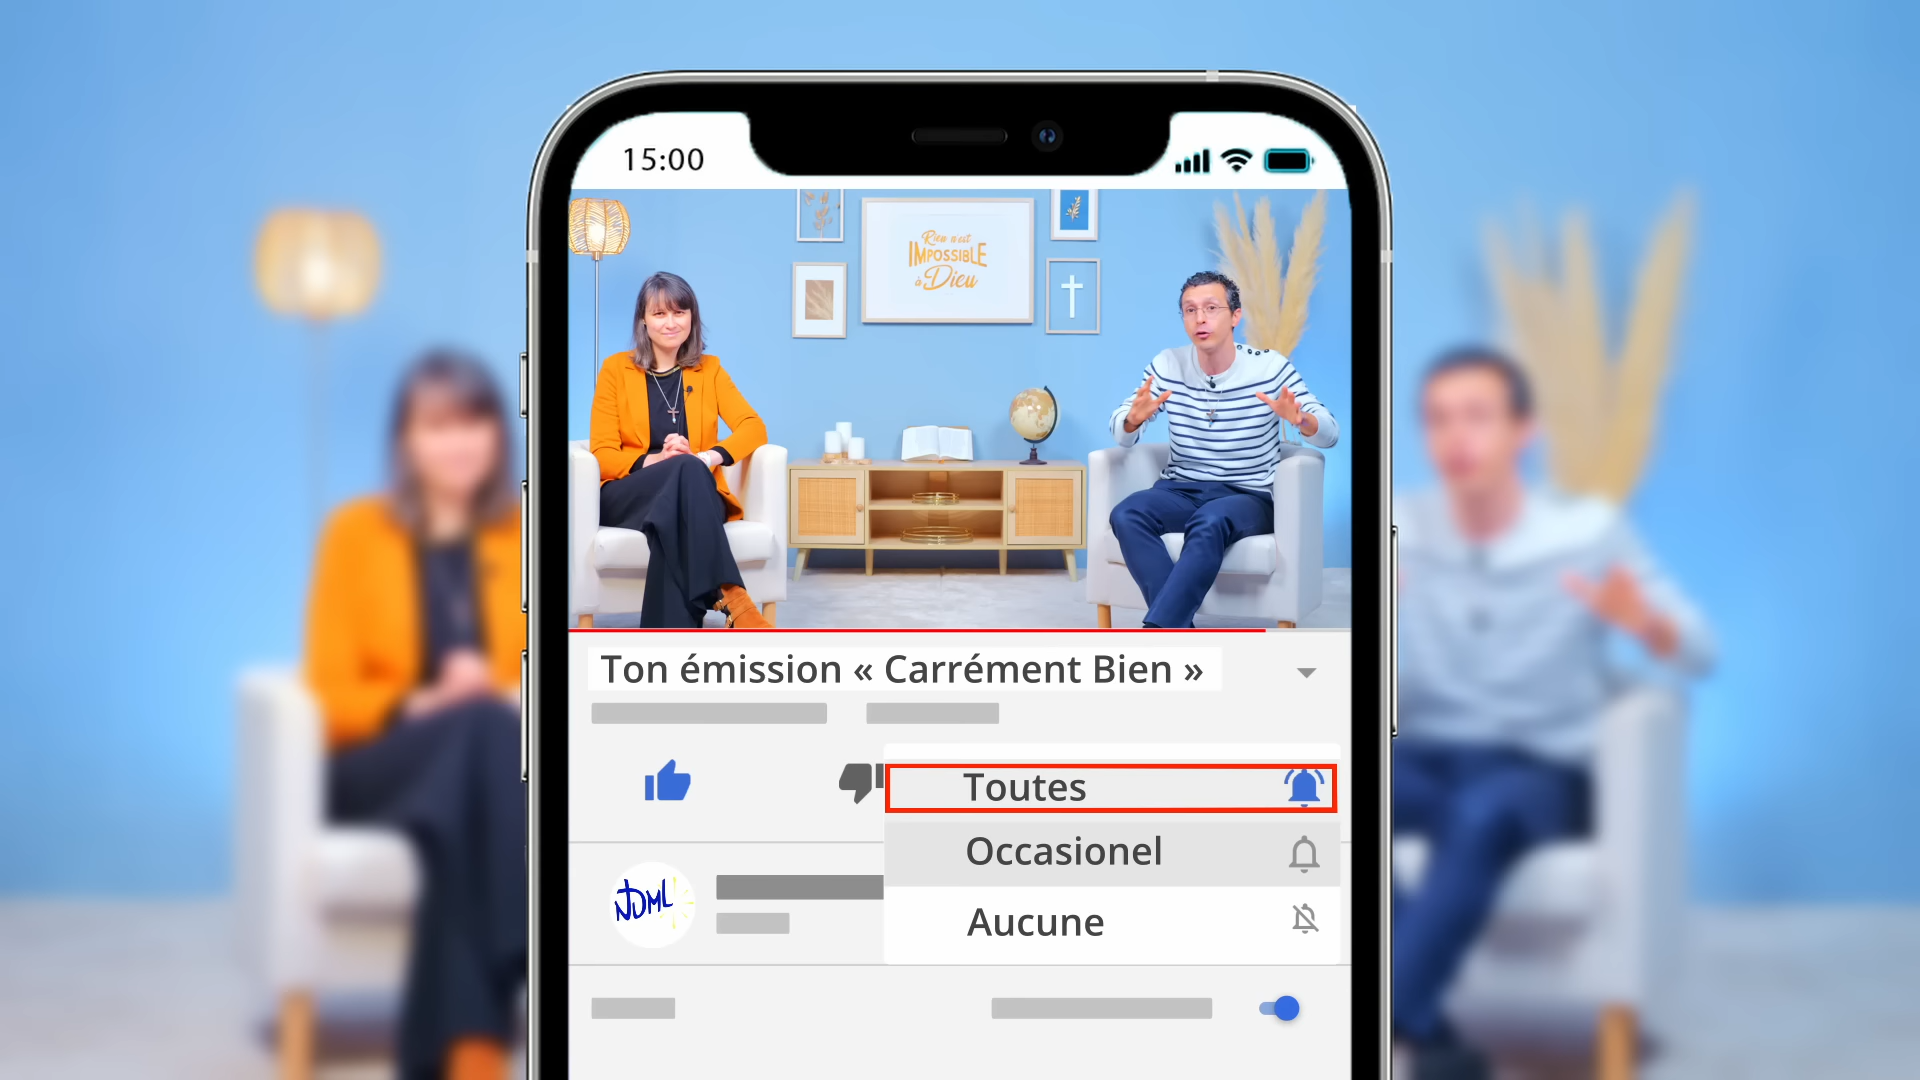 15:00
Rien n'est
IMPOSSIBLE
à Dieu
Ton émission « Carrément Bien »
Toutes
Occasionel
Aucune
NDML